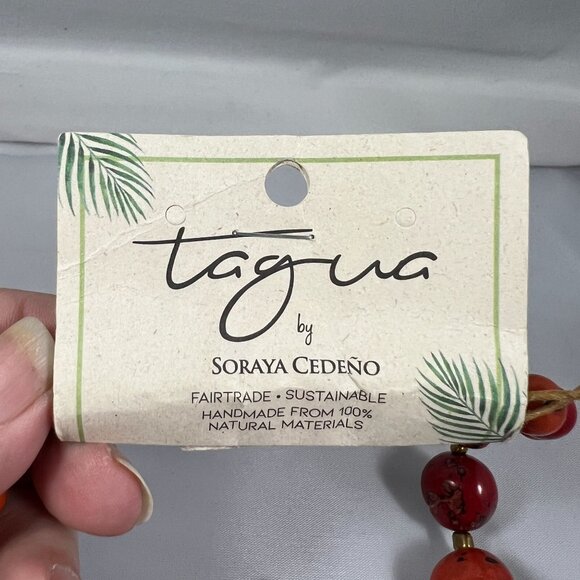 tagua
by
SORAYA CEDEÑO
FAIRTRADE • SUSTAINABLE
HANDMADE FROM 100%
NATURAL MATERIALS